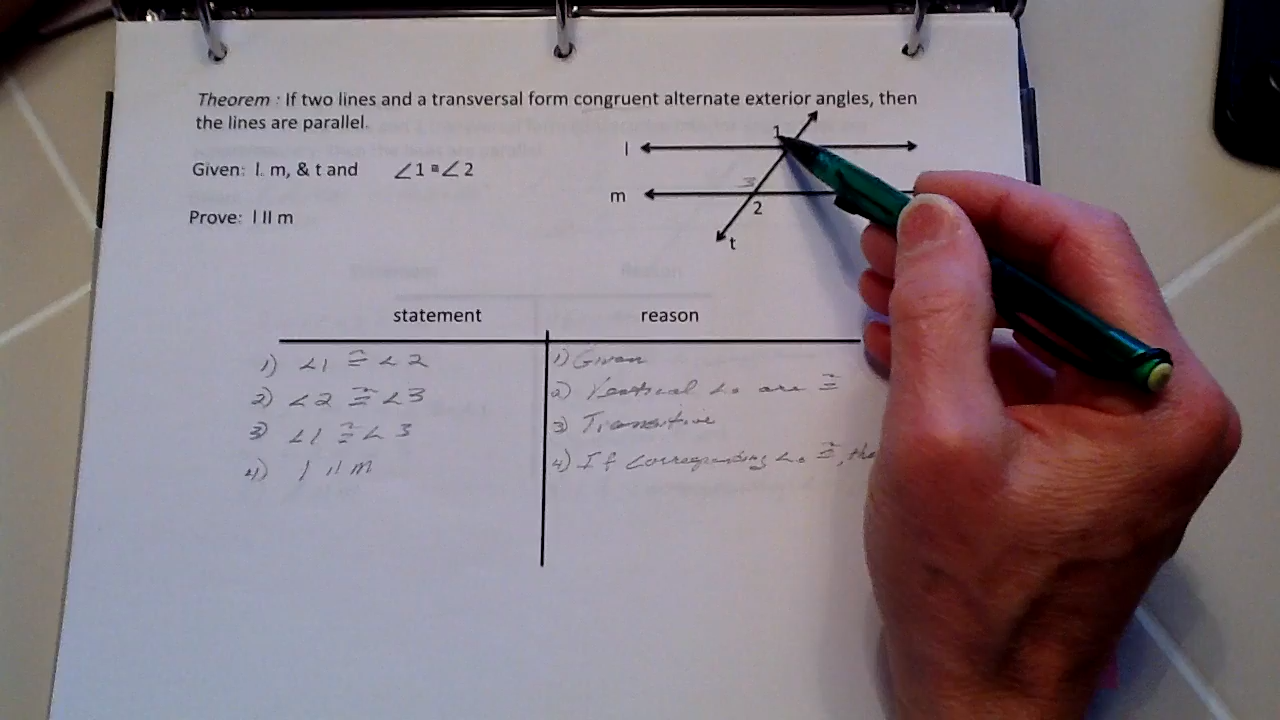 Theorem : If two lines and a transversal form congruent alternate exterior angles, then
the lines are parallel.
Given: l. m, & t and ∠1 ≅ ∠2
Prove: l ll m
1
l
3
m
2
t
statement reason
1) ∠1 ≅ ∠2 1) Given
2) ∠2 ≅ ∠3 2) Vertical ∠s are ≅
3) ∠1 ≅ ∠3 3) Transitive
4) l ll m 4) If corresponding ∠s ≅,